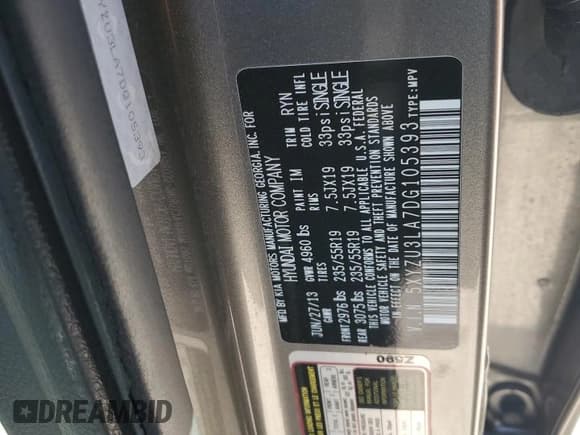 MFD BY KIA MOTORS MANUFACTURING GEORGIA, INC. FOR
HYUNDAI MOTOR COMPANY
JUN/27/13 GVWR 4960 lbs PAINT IM TRIM RYN
GAWR TIRES RIMS COLD TIRE INFL
FRONT 2976 lbs 235/55R19 7.5JX19 33psi SINGLE
REAR 3075 lbs 235/55R19 7.5JX19 33psi SINGLE
THIS VEHICLE CONFORMS TO ALL APPLICABLE U.S.A. FEDERAL
MOTOR VEHICLE SAFETY AND THEFT PREVENTION STANDARDS
IN EFFECT ON THE DATE OF MANUFACTURE SHOWN ABOVE.
V.I.N: 5XYZU3LA7DG105393
TYPE:MPV
Z590
DREAMBID